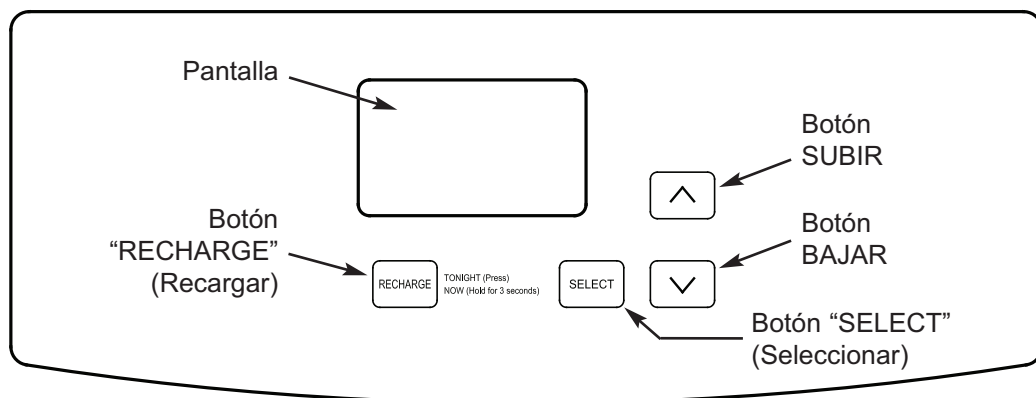 Pantalla
Botón
SUBIR
Botón
“RECHARGE”
(Recargar)
Botón
BAJAR
RECHARGE
TONIGHT (Press)
NOW (Hold for 3 seconds)
SELECT
Botón “SELECT”
(Seleccionar)